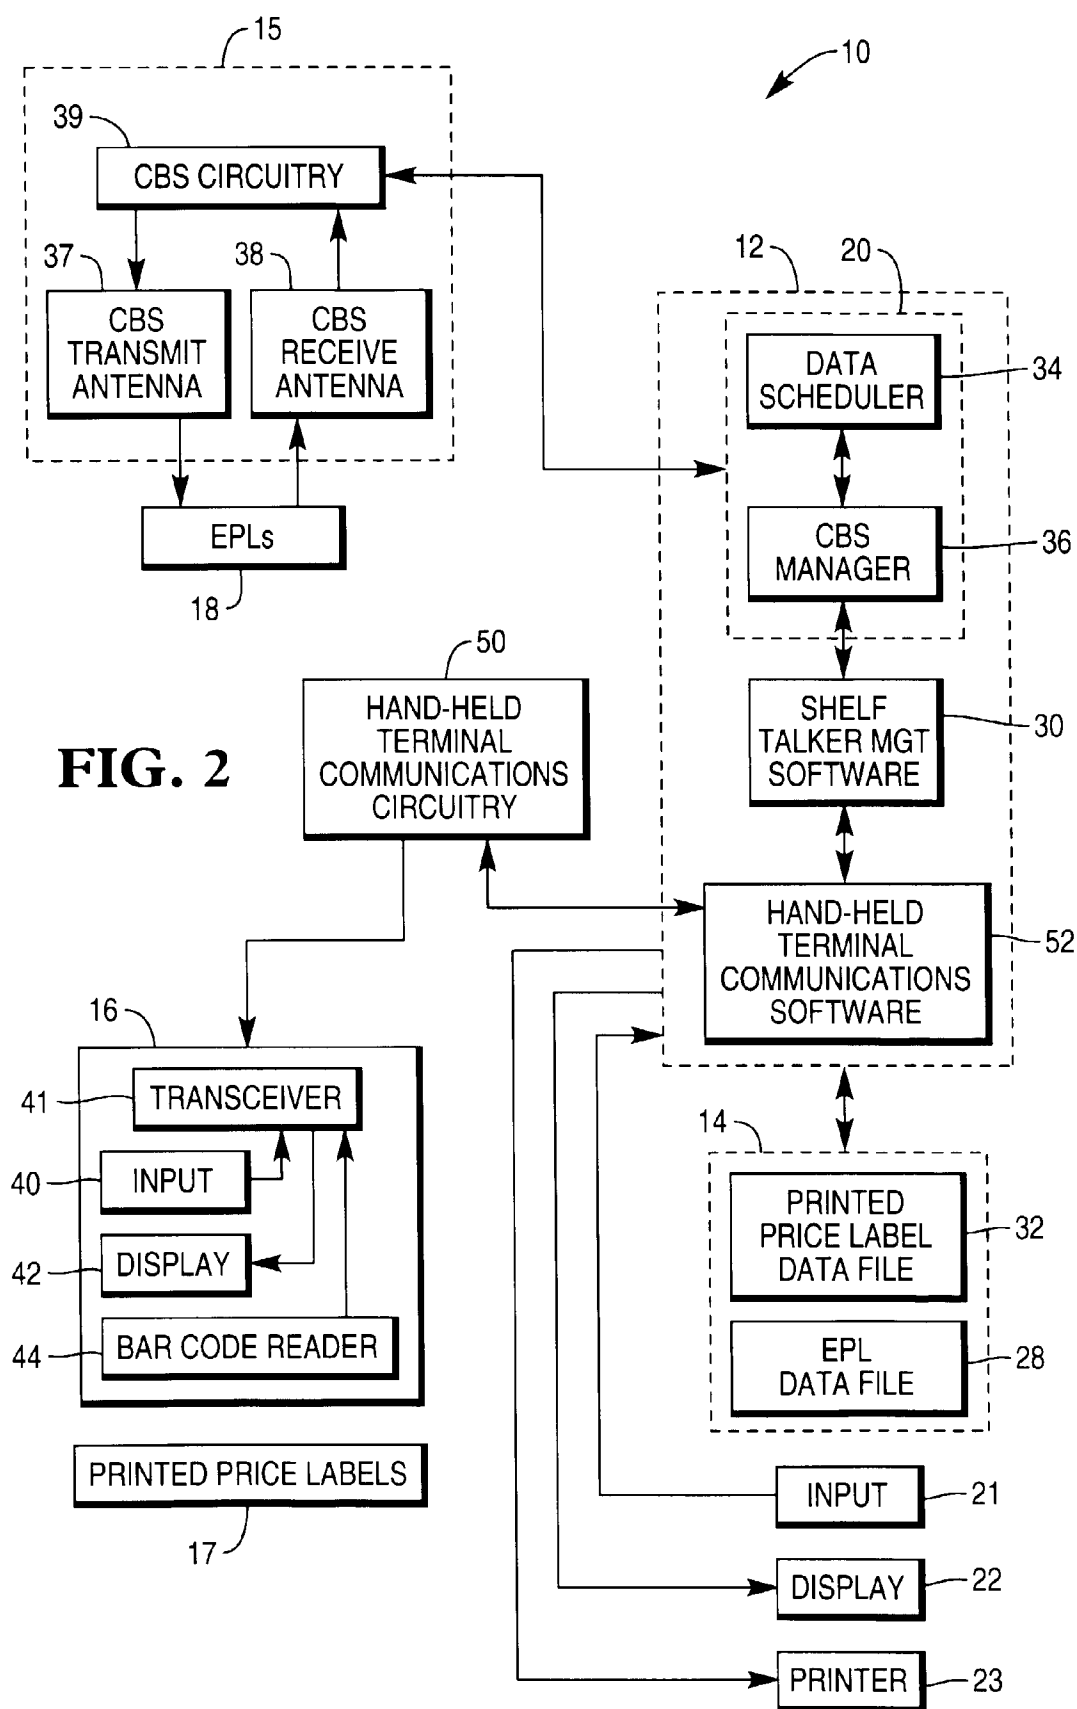 15
10
39
CBS CIRCUITRY
37
38
CBS
TRANSMIT
ANTENNA
CBS
RECEIVE
ANTENNA
EPLs
18
12
20
DATA
SCHEDULER
34
CBS
MANAGER
36
SHELF
TALKER MGT
SOFTWARE
30
50
HAND-HELD
TERMINAL
COMMUNICATIONS
CIRCUITRY
FIG. 2
HAND-HELD
TERMINAL
COMMUNICATIONS
SOFTWARE
52
16
41
TRANSCEIVER
40
INPUT
42
DISPLAY
44
BAR CODE READER
PRINTED PRICE LABELS
17
14
PRINTED
PRICE LABEL
DATA FILE
32
EPL
DATA FILE
28
INPUT
21
DISPLAY
22
PRINTER
23